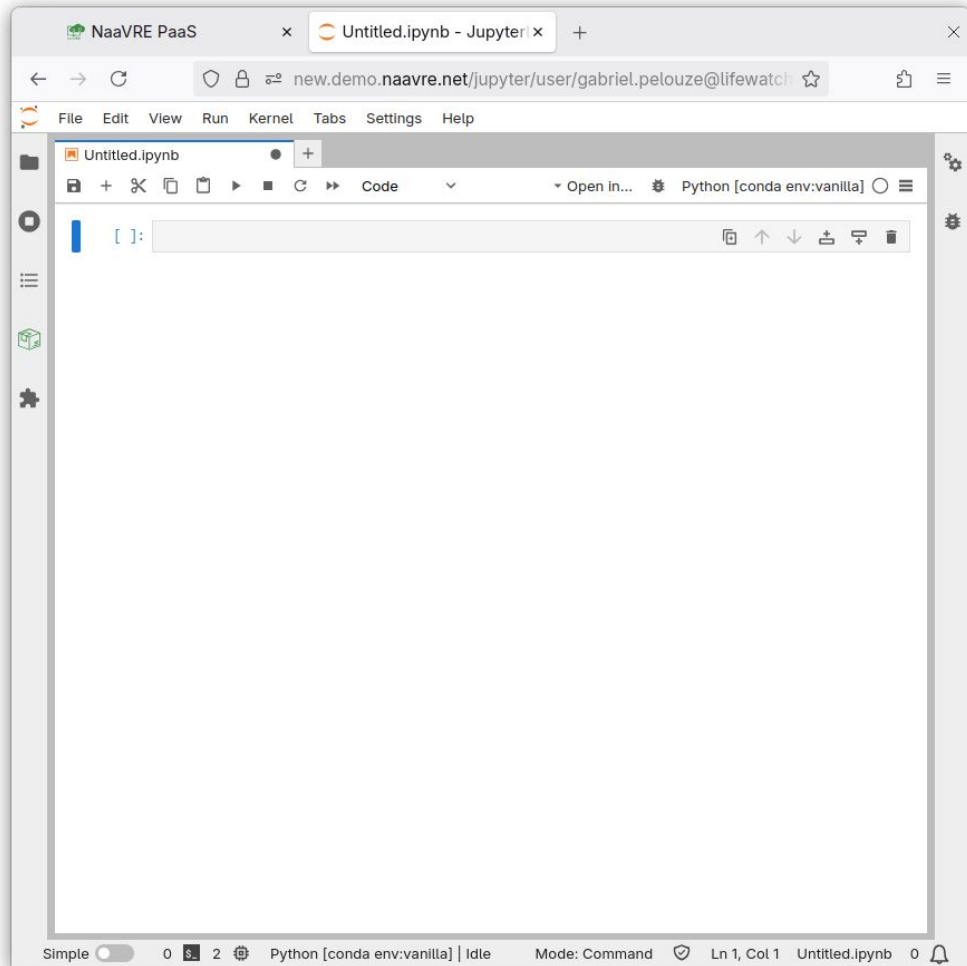 NaaVRE PaaS
Untitled.ipynb - Jupyter
new.demo.naavre.net/jupyter/user/gabriel.pelouze@lifewatch
File Edit View Run Kernel Tabs Settings Help
Untitled.ipynb
Code Open in... Python [conda env:vanilla]
[ ]:
Simple 0 $_ 2 Python [conda env:vanilla] | Idle Mode: Command Ln 1, Col 1 Untitled.ipynb 0